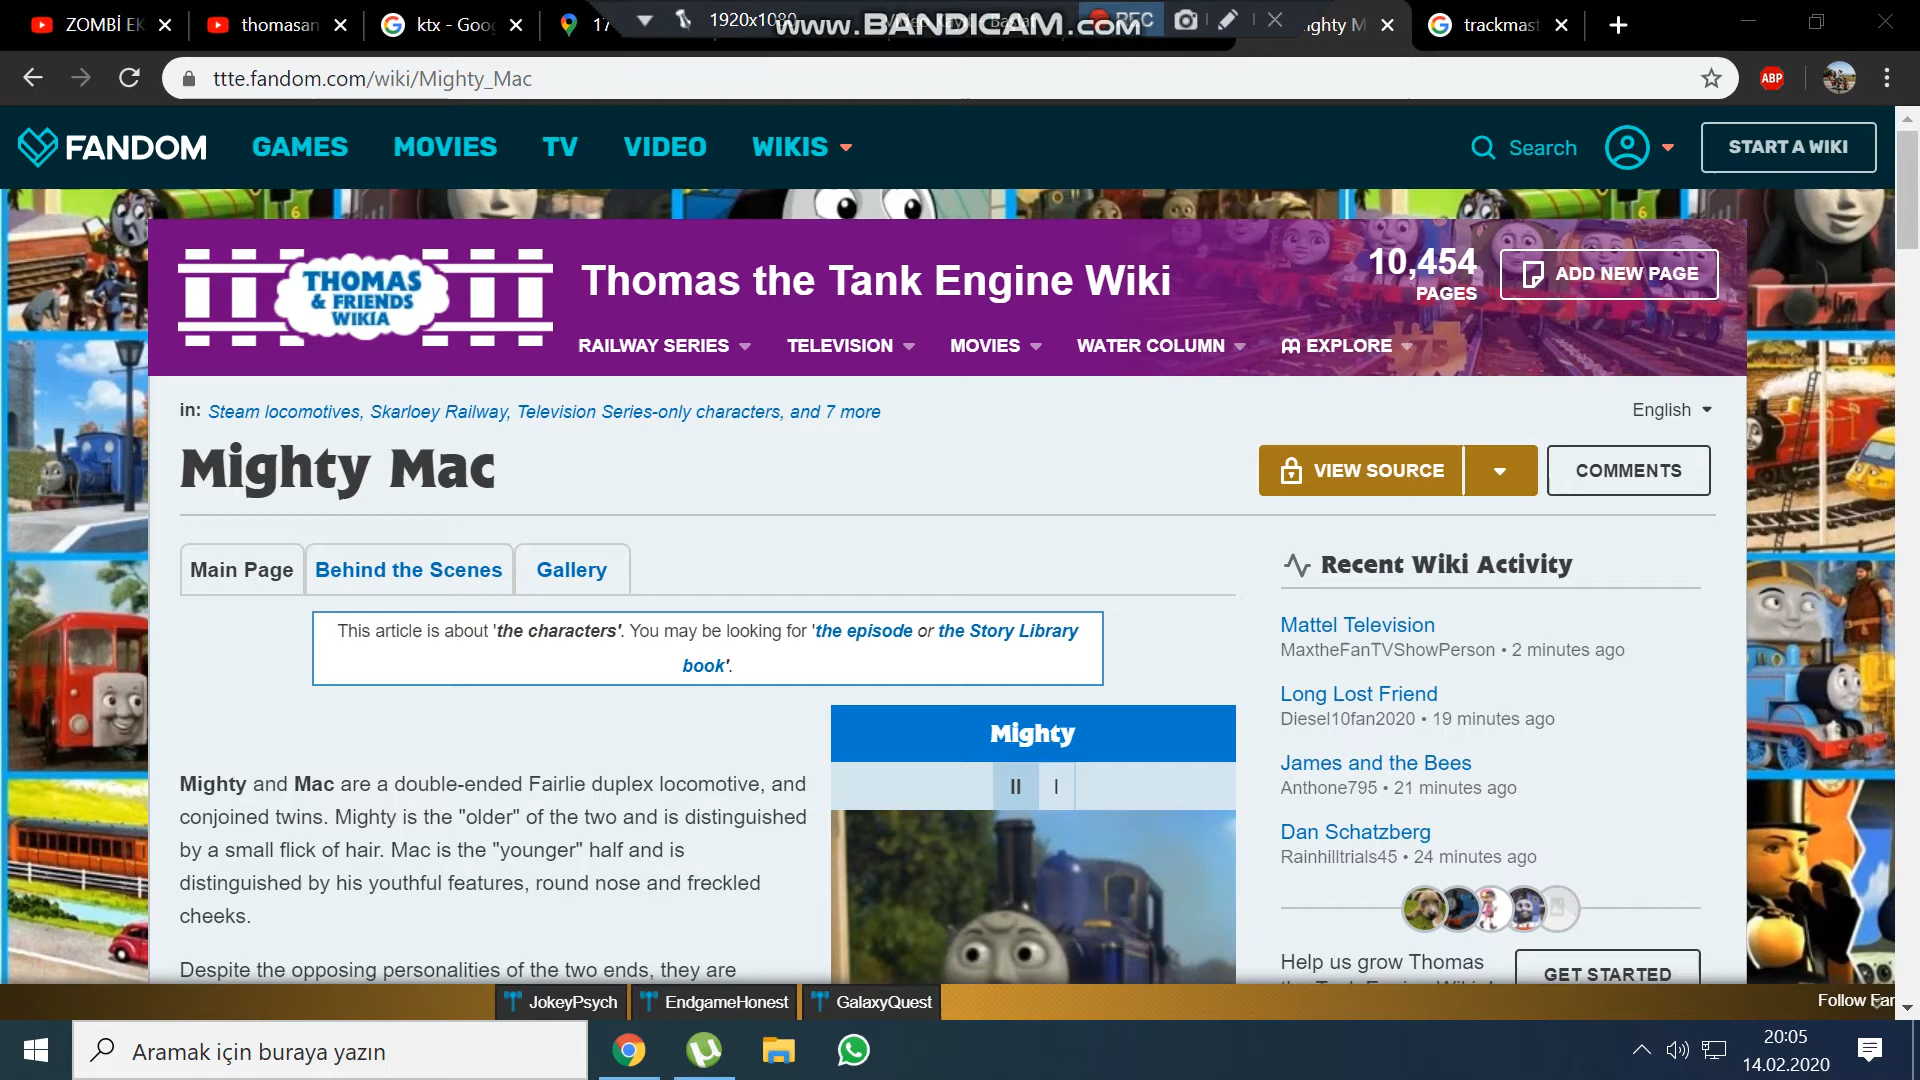 ZOMBİ EK
thomasan
ktx - Goo
17
1920x1080
REC
www.BANDICAM.com
ighty M
trackmast
ttte.fandom.com/wiki/Mighty_Mac
ABP
FANDOM
GAMES
MOVIES
TV
VIDEO
WIKIS
Search
START A WIKI
THOMAS
& FRIENDS
WIKIA
Thomas the Tank Engine Wiki
10,454
PAGES
ADD NEW PAGE
RAILWAY SERIES
TELEVISION
MOVIES
WATER COLUMN
EXPLORE
in: Steam locomotives, Skarloey Railway, Television Series-only characters, and 7 more
English
Mighty Mac
VIEW SOURCE
COMMENTS
Main Page
Behind the Scenes
Gallery
This article is about 'the characters'. You may be looking for 'the episode or the Story Library
book'.
Mighty
II
I
Mighty and Mac are a double-ended Fairlie duplex locomotive, and
conjoined twins. Mighty is the "older" of the two and is distinguished
by a small flick of hair. Mac is the "younger" half and is
distinguished by his youthful features, round nose and freckled
cheeks.
Despite the opposing personalities of the two ends, they are
Recent Wiki Activity
Mattel Television
MaxtheFanTVShowPerson • 2 minutes ago
Long Lost Friend
Diesel10fan2020 • 19 minutes ago
James and the Bees
Anthone795 • 21 minutes ago
Dan Schatzberg
Rainhilltrials45 • 24 minutes ago
Help us grow Thomas
GET STARTED
JokeyPsych
EndgameHonest
GalaxyQuest
Follow Fan
Aramak için buraya yazın
20:05
14.02.2020